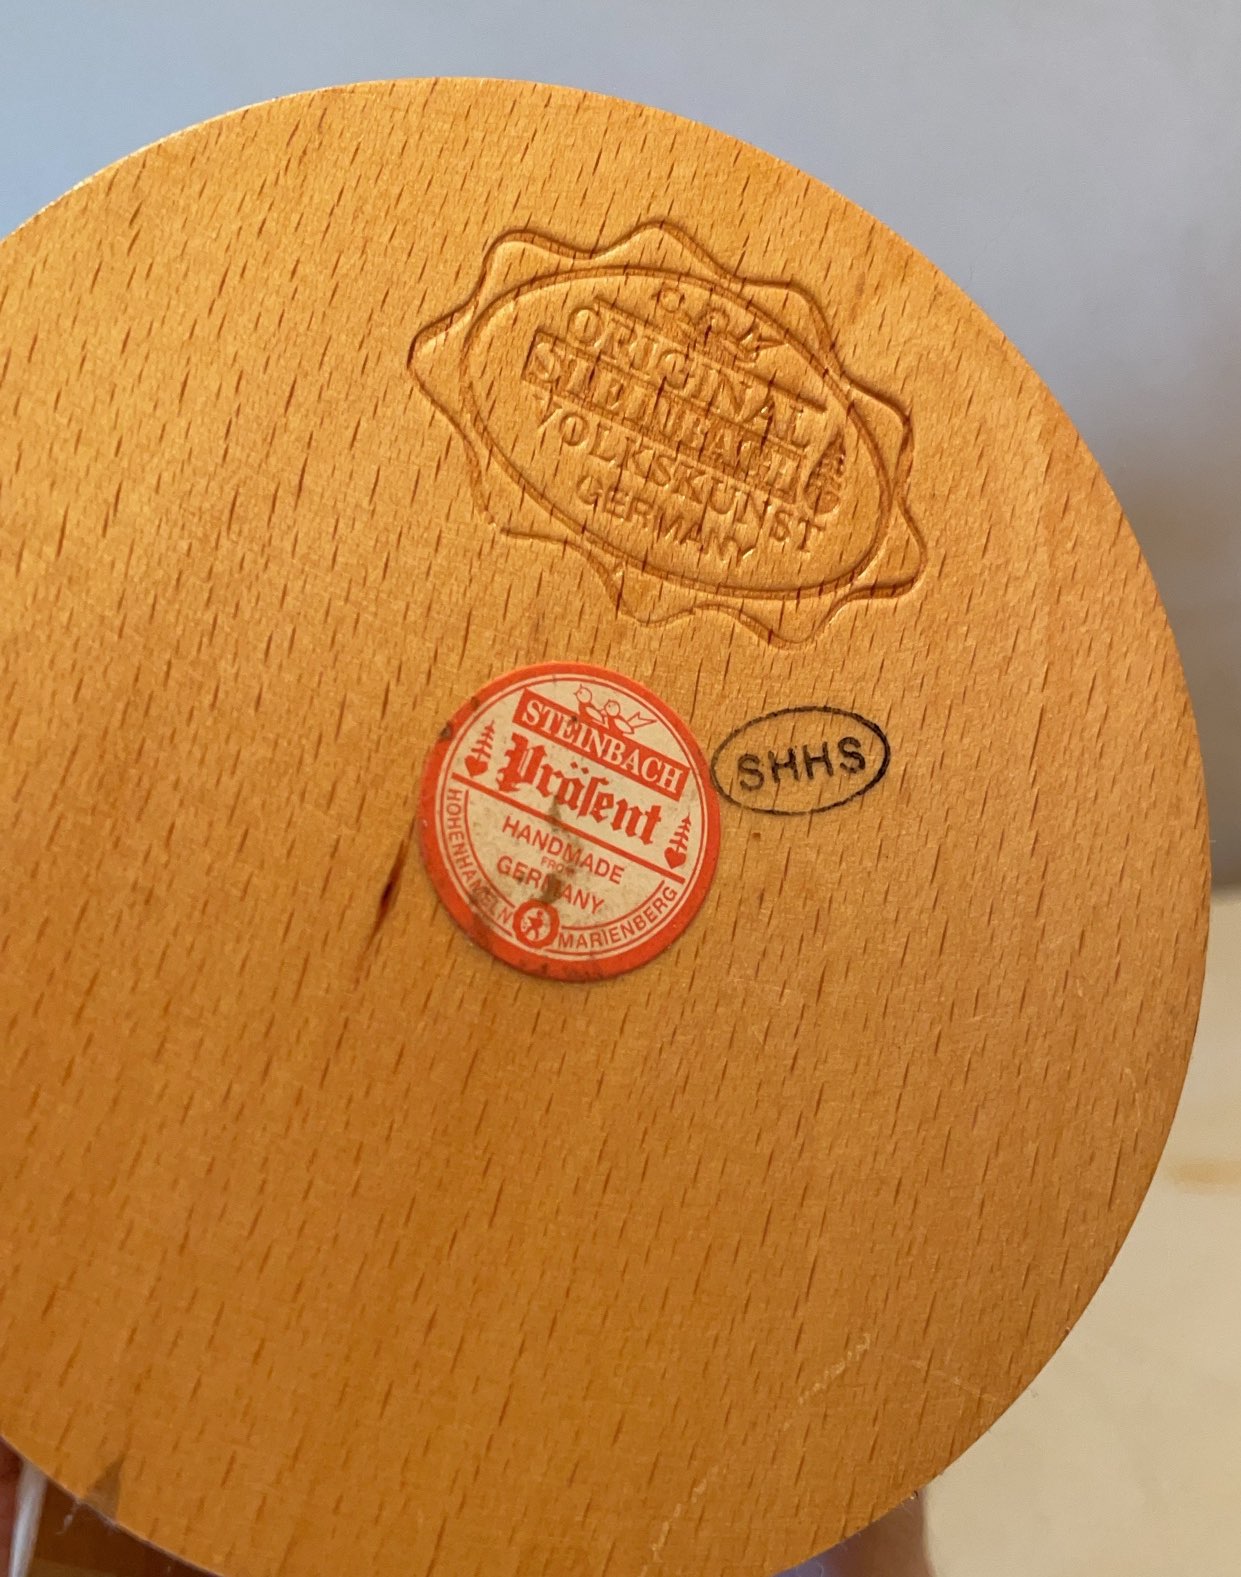 ORIGINAL
STEINBACH
VOLKSKUNST
GERMANY
STEINBACH
Präſent
HANDMADE
FROM
GERMANY
HOHENHAMELN
MARIENBERG
SHHS